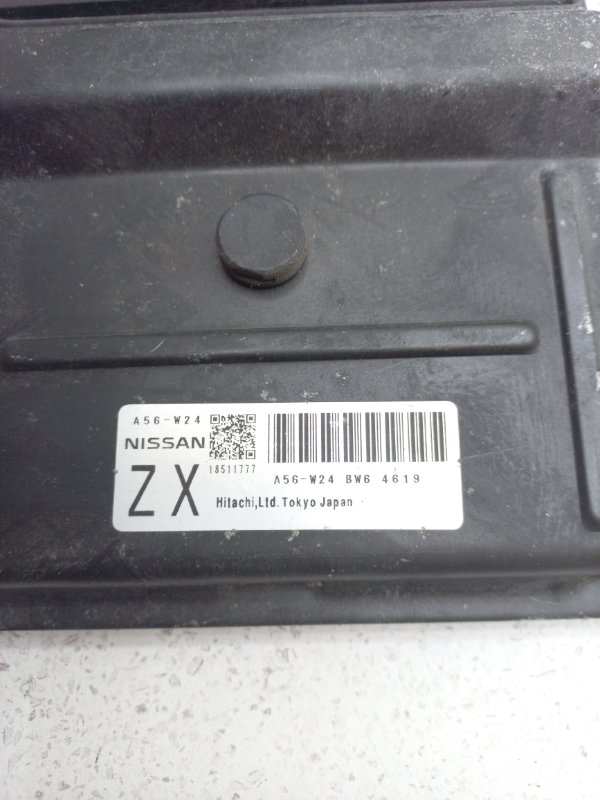 A56-W24
NISSAN
18511777
ZX
A56-W24 BW6 4619
Hitachi,Ltd. Tokyo Japan